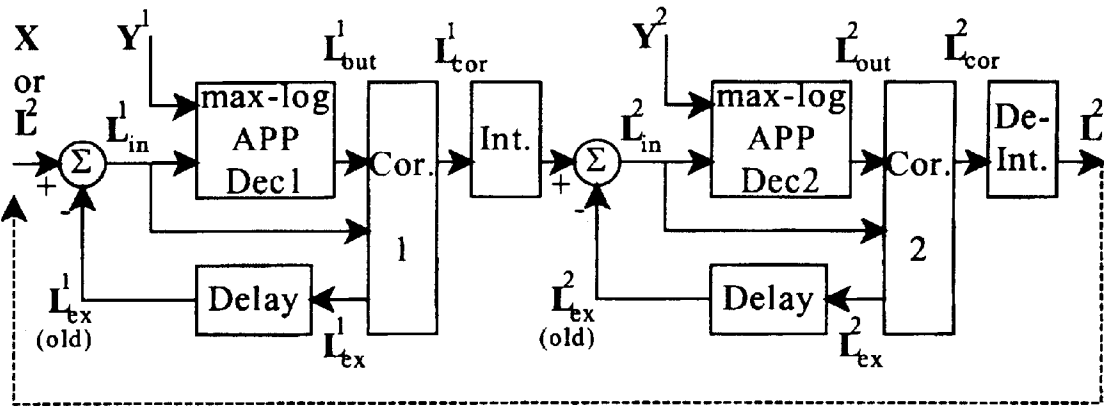 X
or
L²
+
-
Σ
L¹in
Y¹
max-log
APP
Dec1
L¹out
Cor.
1
L¹cor
Int.
Delay
L¹ex
(old)
L¹ex
+
-
Σ
L²in
Y²
max-log
APP
Dec2
L²out
Cor.
2
L²cor
De-
Int.
L²
Delay
L²ex
(old)
L²ex